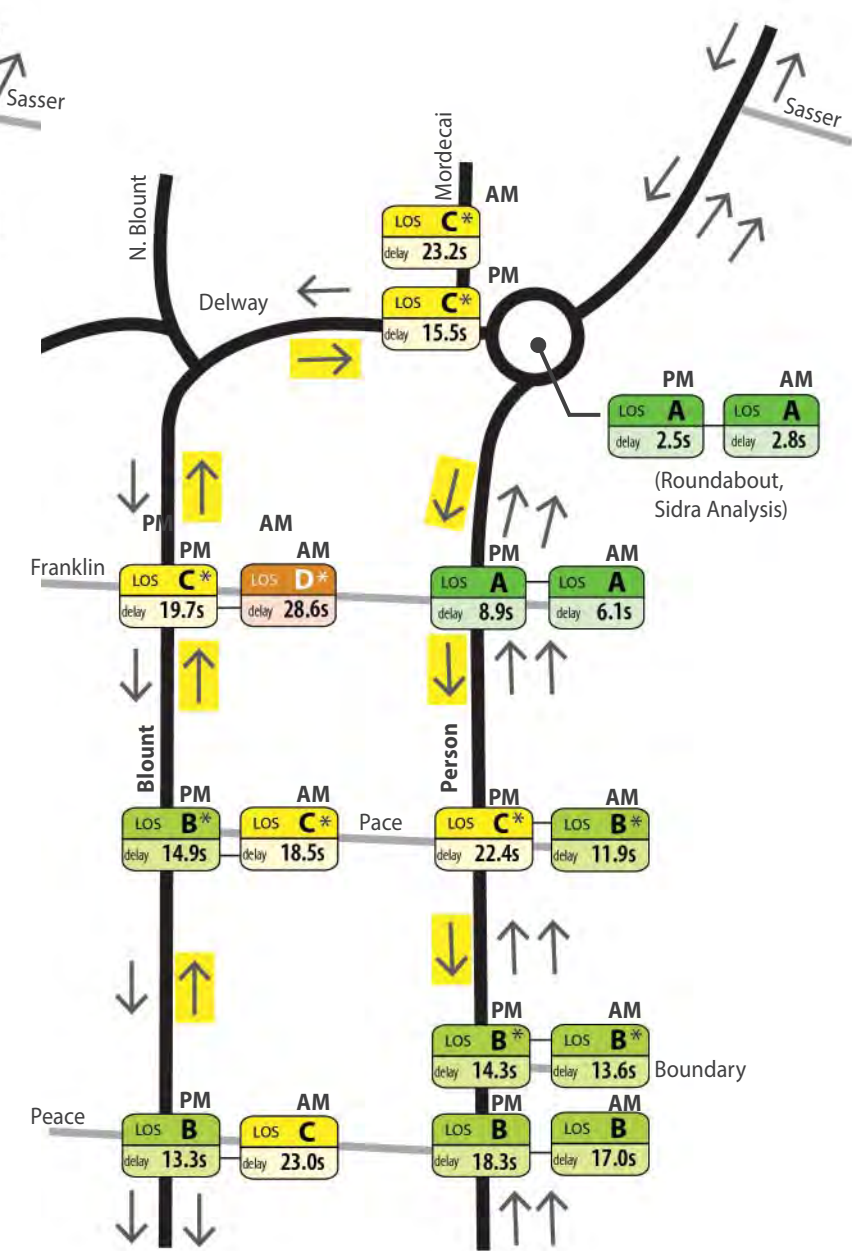 Sasser
Sasser
N. Blount
Mordecai
AM
LOS C*
delay 23.2s
PM
LOS C*
delay 15.5s
Delway
PM AM
LOS A LOS A
delay 2.5s delay 2.8s
(Roundabout,
Sidra Analysis)
PM AM
PM AM PM AM
Franklin
LOS C* LOS D* LOS A LOS A
delay 19.7s delay 28.6s delay 8.9s delay 6.1s
Blount
Person
PM AM PM AM
LOS B* LOS C* Pace LOS C* LOS B*
delay 14.9s delay 18.5s delay 22.4s delay 11.9s
PM AM
LOS B* LOS B*
delay 14.3s delay 13.6s Boundary
Peace
PM AM PM AM
LOS B LOS C LOS B LOS B
delay 13.3s delay 23.0s delay 18.3s delay 17.0s